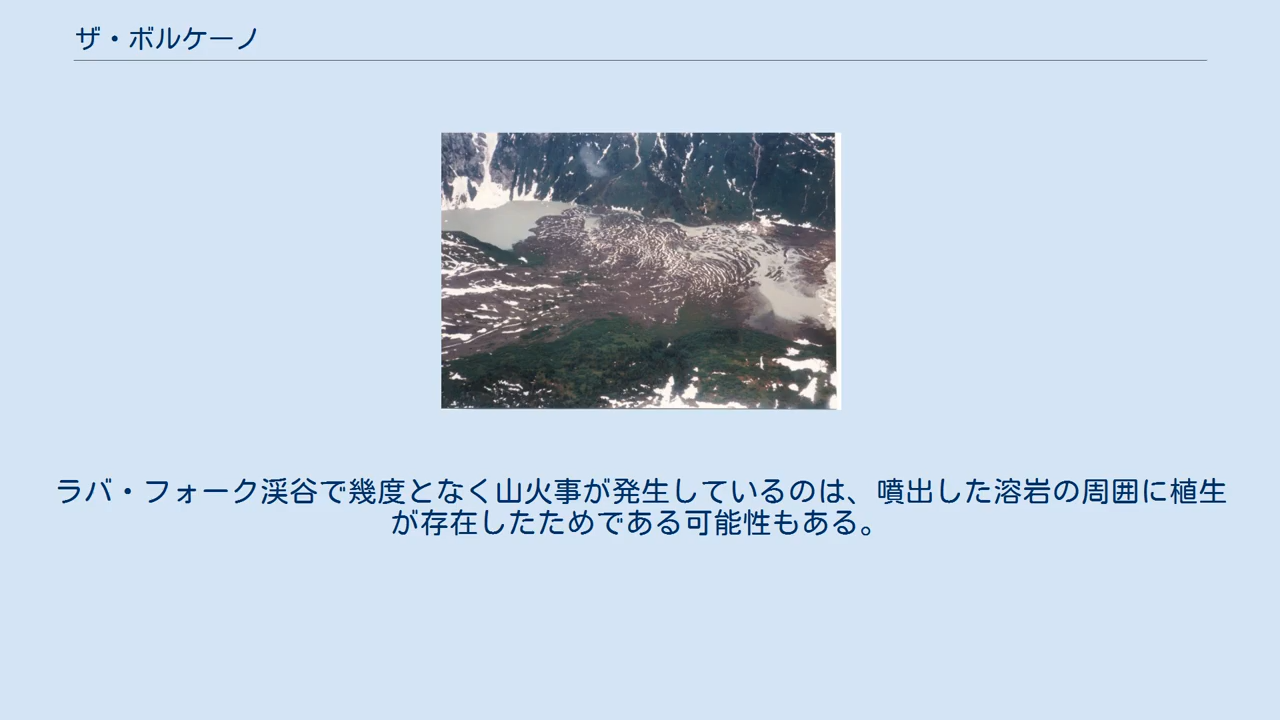 ザ・ボルケーノ
ラバ・フォーク渓谷で幾度となく山火事が発生しているのは、噴出した溶岩の周囲に植生
が存在したためである可能性もある。